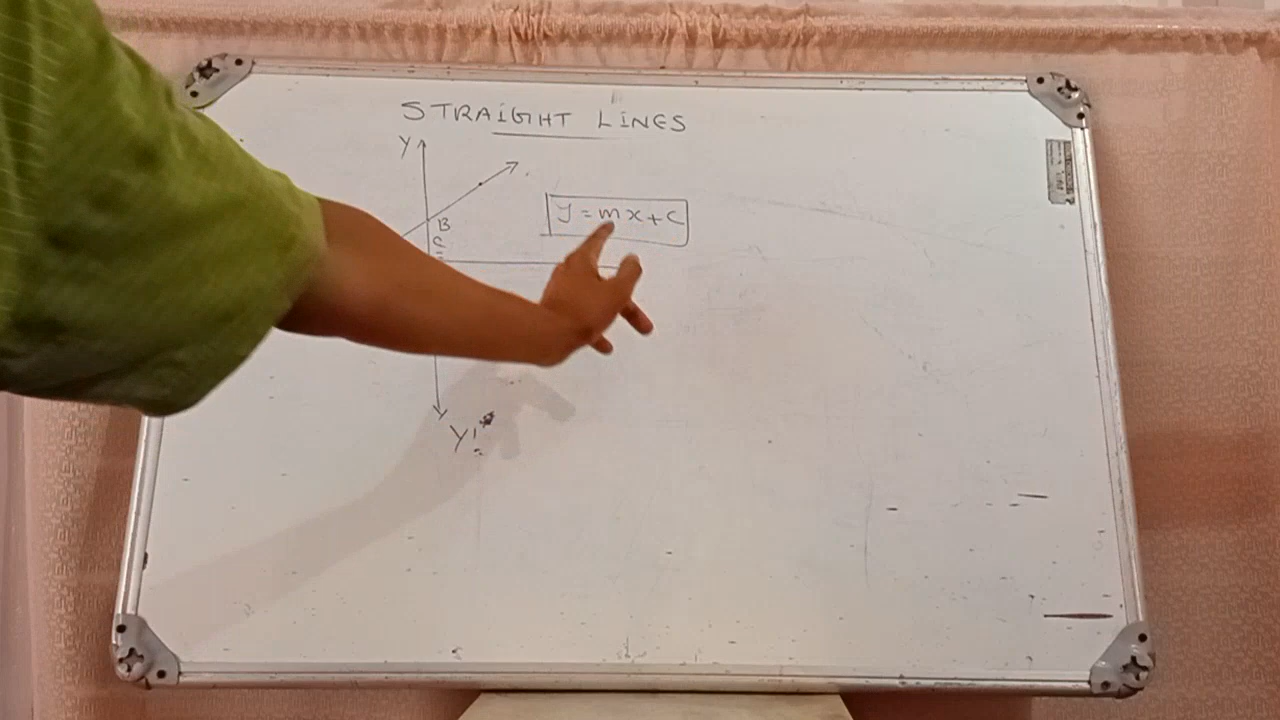 STRAIGHT LINES
Y
y = mx + c
B
C
Y'